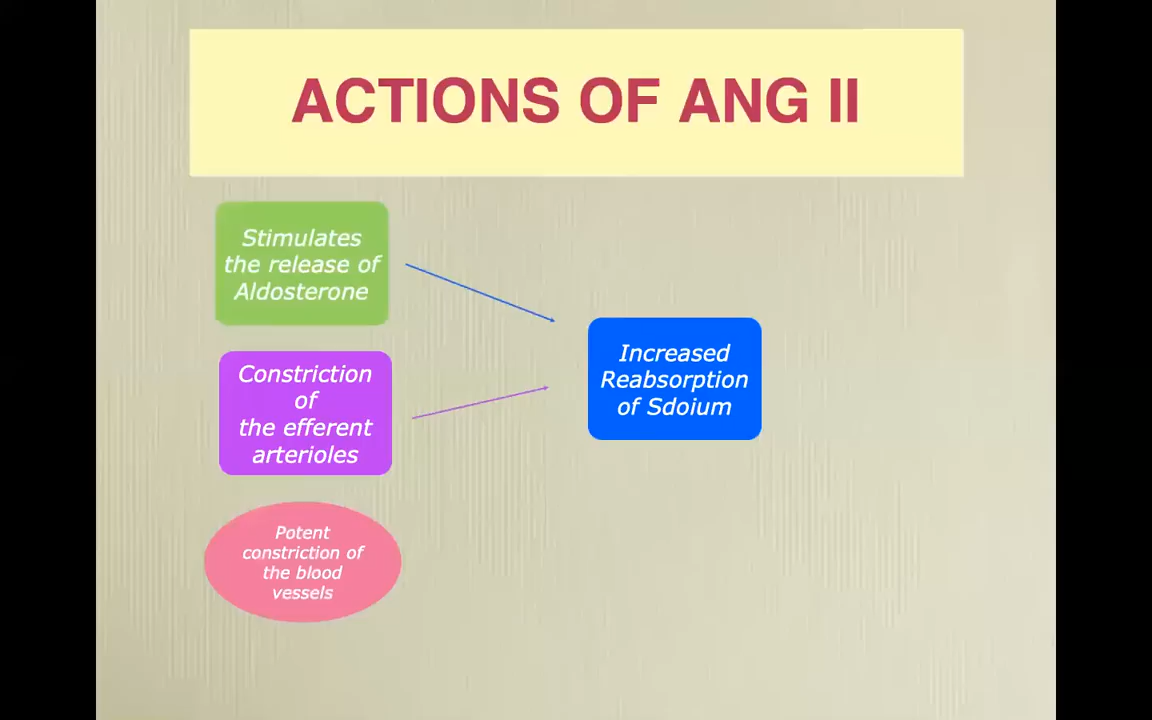 ACTIONS OF ANG II
Stimulates
the release of
Aldosterone
Constriction
of
the efferent
arterioles
Increased
Reabsorption
of Sdoium
Potent
constriction of
the blood
vessels